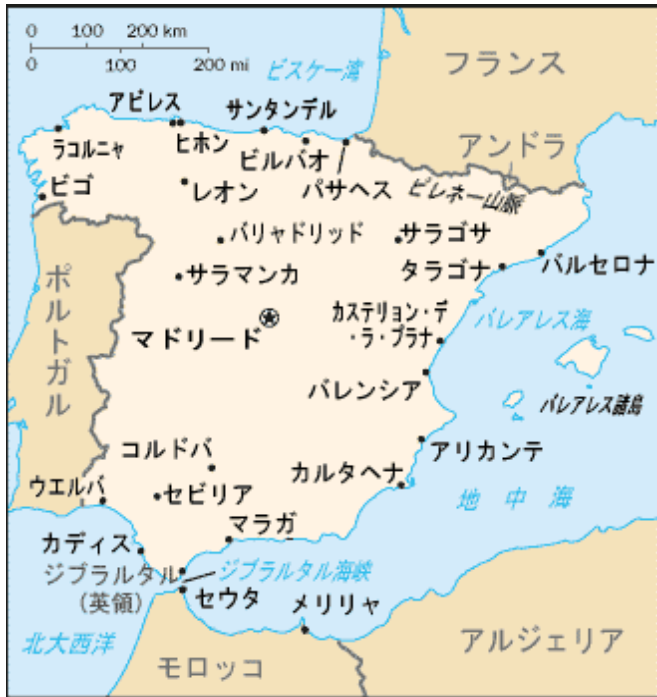 0 100 200 km
0 100 200 mi
ビスケー湾
フランス
アビレス
サンタンデル
ラコルニャ
ヒホン
ビルバオ
アンドラ
ビゴ
レオン
パサヘス
ピレネー山脈
バリャドリッド
サラゴサ
バルセロナ
サラマンカ
タラゴナ
ポルトガル
マドリード
カステリョン・デ
・ラ・プラナ
バレアレス海
バレンシア
バレアレス諸島
コルドバ
アリカンテ
ウエルバ
セビリア
カルタヘナ
地中海
マラガ
カディス
ジブラルタル
(英領)
ジブラルタル海峡
セウタ
メリリャ
北大西洋
モロッコ
アルジェリア